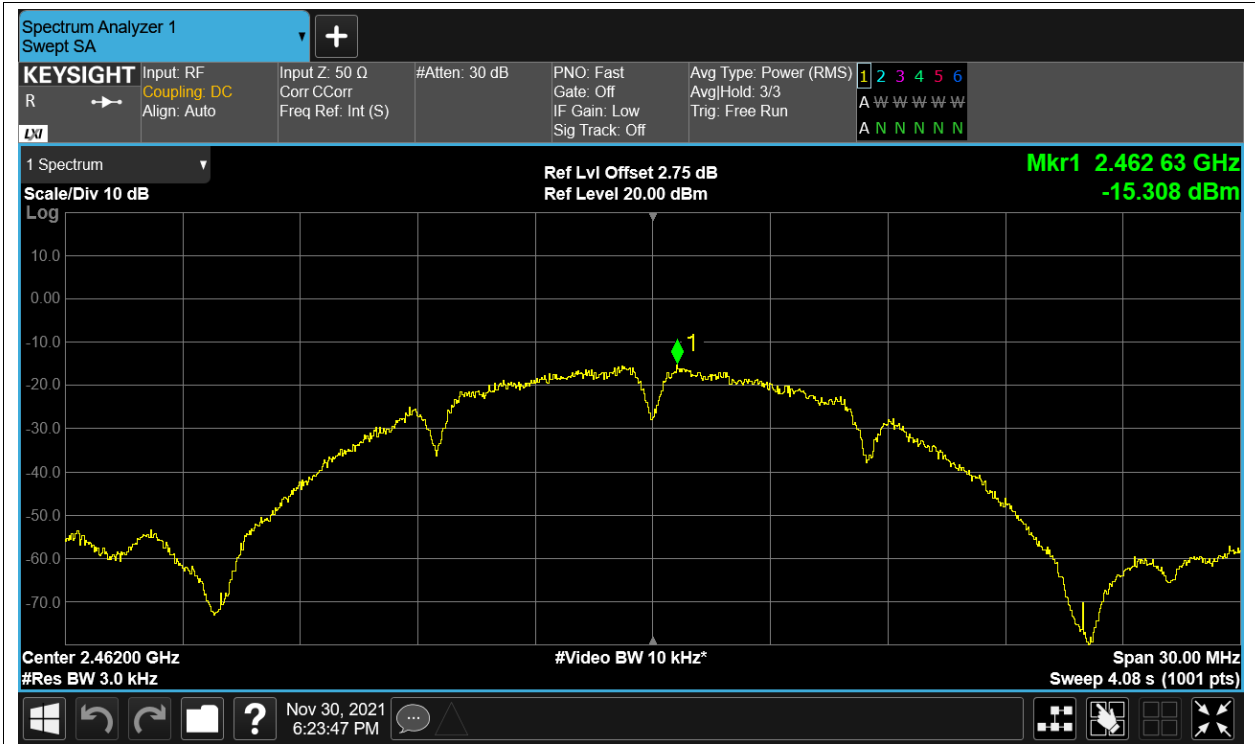 Spectrum Analyzer 1
Swept SA
KEYSIGHT
R
LXI
Input: RF
Coupling: DC
Align: Auto
Input Z: 50 Ω
Corr CCorr
Freq Ref: Int (S)
#Atten: 30 dB
PNO: Fast
Gate: Off
IF Gain: Low
Sig Track: Off
Avg Type: Power (RMS)
Avg|Hold: 3/3
Trig: Free Run
1 2 3 4 5 6
A W W W W W
A N N N N N
1 Spectrum
Scale/Div 10 dB
Log
Ref Lvl Offset 2.75 dB
Ref Level 20.00 dBm
Mkr1 2.462 63 GHz
-15.308 dBm
10.0
0.00
-10.0
-20.0
-30.0
-40.0
-50.0
-60.0
-70.0
1
Center 2.46200 GHz
#Res BW 3.0 kHz
#Video BW 10 kHz*
Span 30.00 MHz
Sweep 4.08 s (1001 pts)
?
Nov 30, 2021
6:23:47 PM